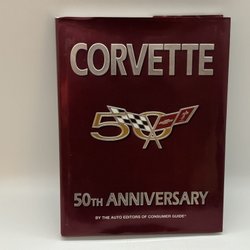 CORVETTE
50
50TH ANNIVERSARY
BY THE AUTO EDITORS OF CONSUMER GUIDE®